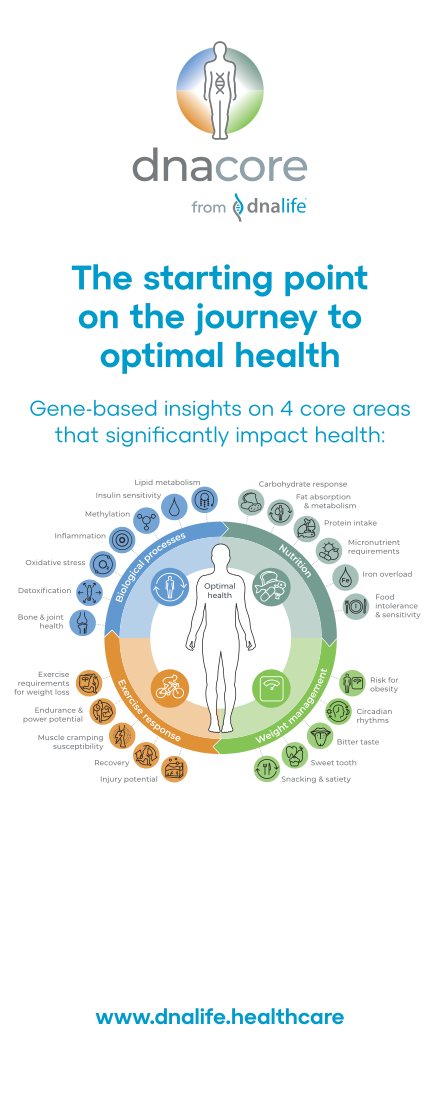 dnacore
from dnalife
The starting point
on the journey to
optimal health
Gene-based insights on 4 core areas
that significantly impact health:
Lipid metabolism
Insulin sensitivity
Methylation
Inflammation
Oxidative stress
Detoxification
Bone & joint
health
Biological processes
Carbohydrate response
Fat absorption
& metabolism
Protein intake
Micronutrient
requirements
Fe
Iron overload
Food
intolerance
& sensitivity
Nutrition
Optimal
health
Exercise
requirements
for weight loss
Endurance &
power potential
Muscle cramping
susceptibility
Recovery
Injury potential
Exercise response
Risk for
obesity
Circadian
rhythms
Bitter taste
Sweet tooth
Snacking & satiety
Weight management
www.dnalife.healthcare